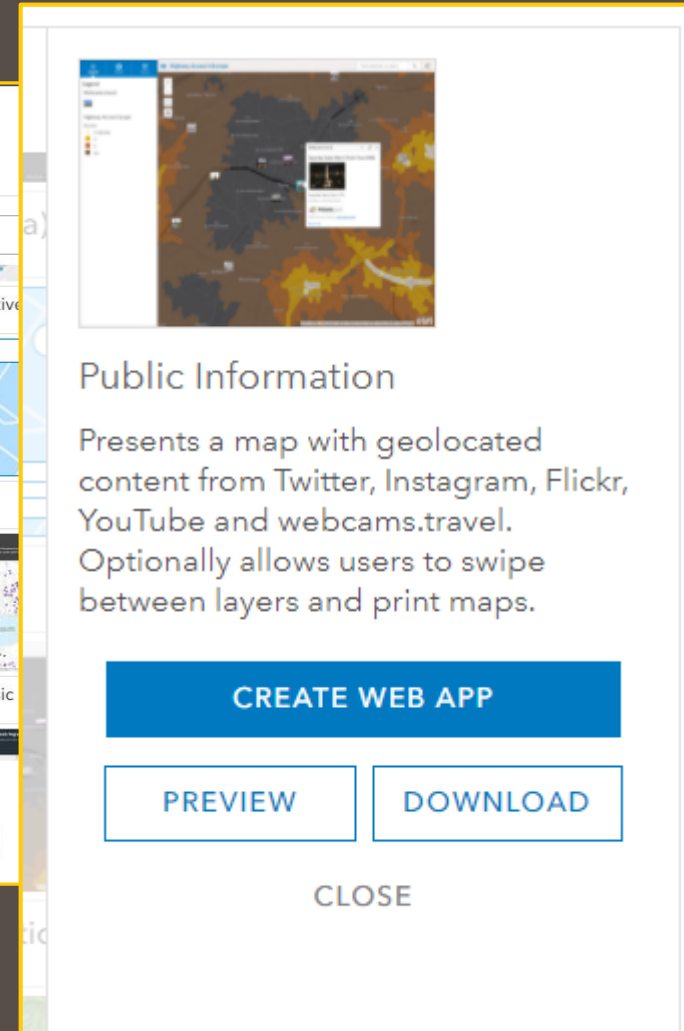 esri
Public Information
Presents a map with geolocated
content from Twitter, Instagram, Flickr,
YouTube and webcams.travel.
Optionally allows users to swipe
between layers and print maps.
CREATE WEB APP
PREVIEW
DOWNLOAD
CLOSE